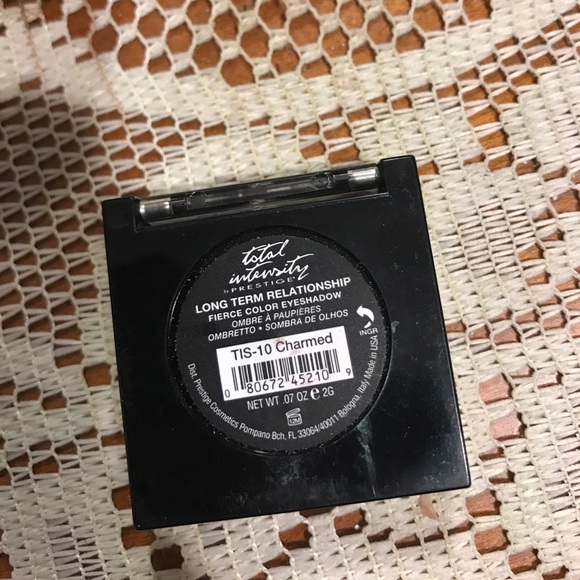 total
intensity
by PRESTIGE®
LONG TERM RELATIONSHIP
FIERCE COLOR EYESHADOW
OMBRE À PAUPIÈRES
OMBRETTO • SOMBRA DE OLHOS
INGR
TIS-10 Charmed
0 80672 45210 9
NET WT .07 OZ ℮ 2G
12M
Dist. Prestige Cosmetics Pompano Bch, FL 33064/40011 Bologna, Italy Made in USA